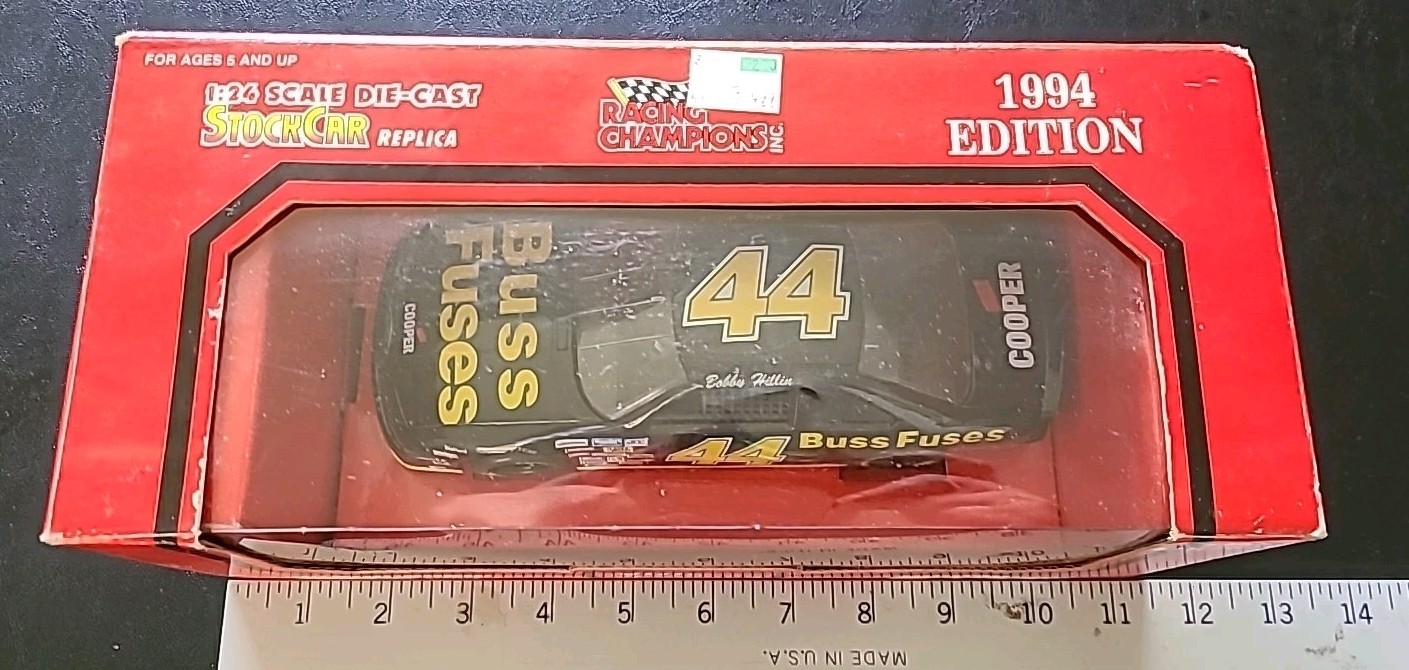 FOR AGES 5 AND UP
1:24 SCALE DIE-CAST
STOCKCAR REPLICA
RACING
CHAMPIONS INC.
1994
EDITION
Buss
Fuses
COOPER
44
Bobby Hillin
COOPER
44 Buss Fuses
1 2 3 4 5 6 7 8 9 10 11 12 13 14
MADE IN U.S.A.